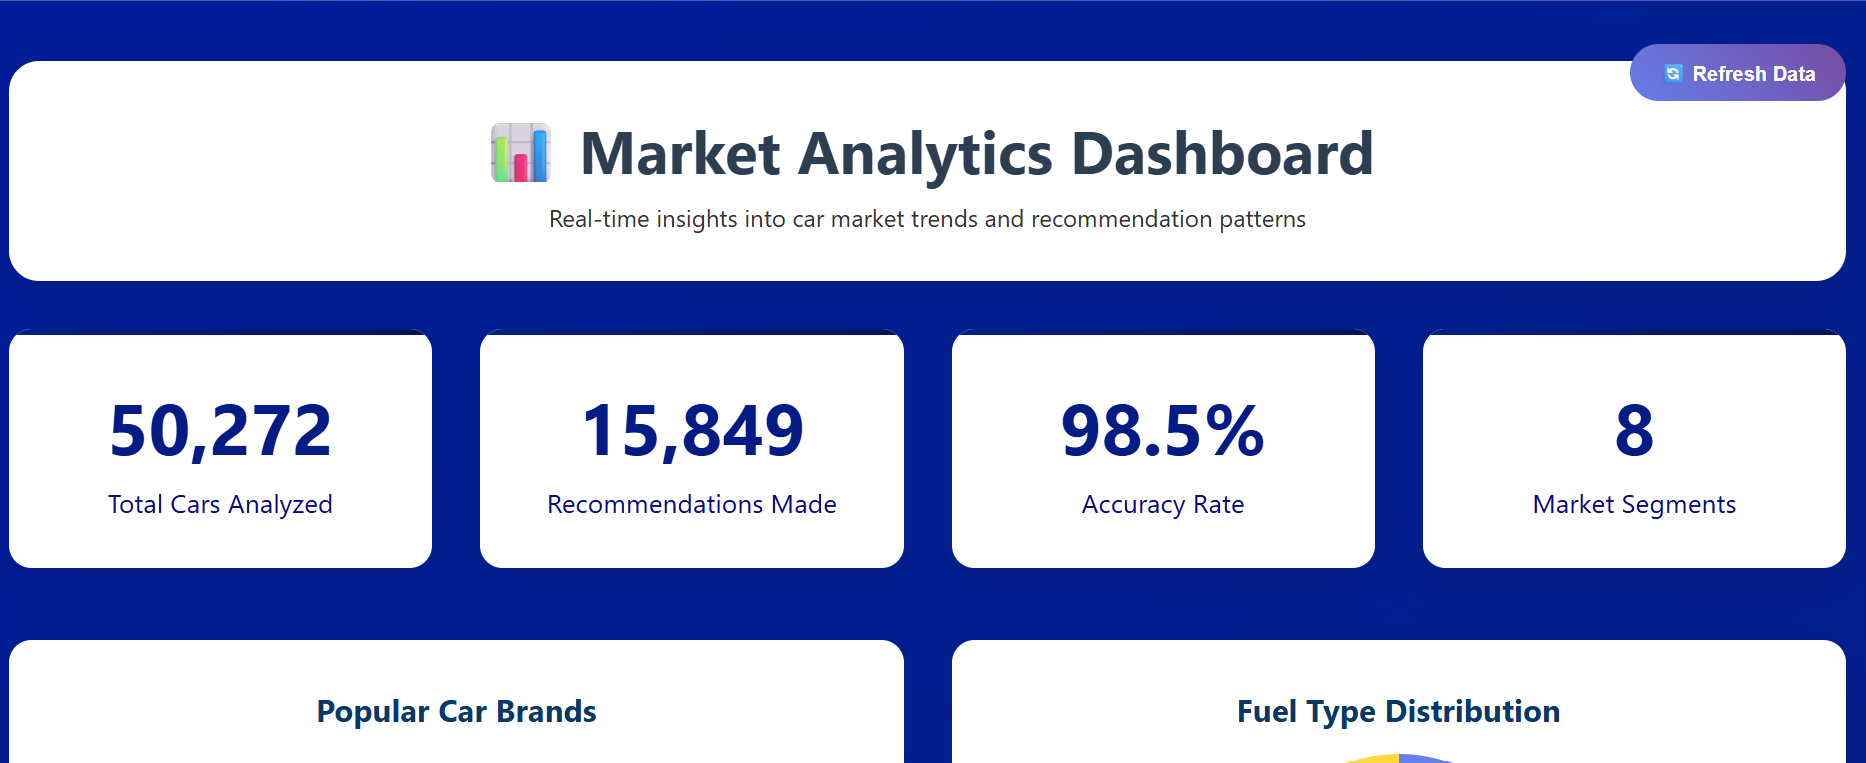 Refresh Data
Market Analytics Dashboard
Real-time insights into car market trends and recommendation patterns
50,272
Total Cars Analyzed
15,849
Recommendations Made
98.5%
Accuracy Rate
8
Market Segments
Popular Car Brands
Fuel Type Distribution